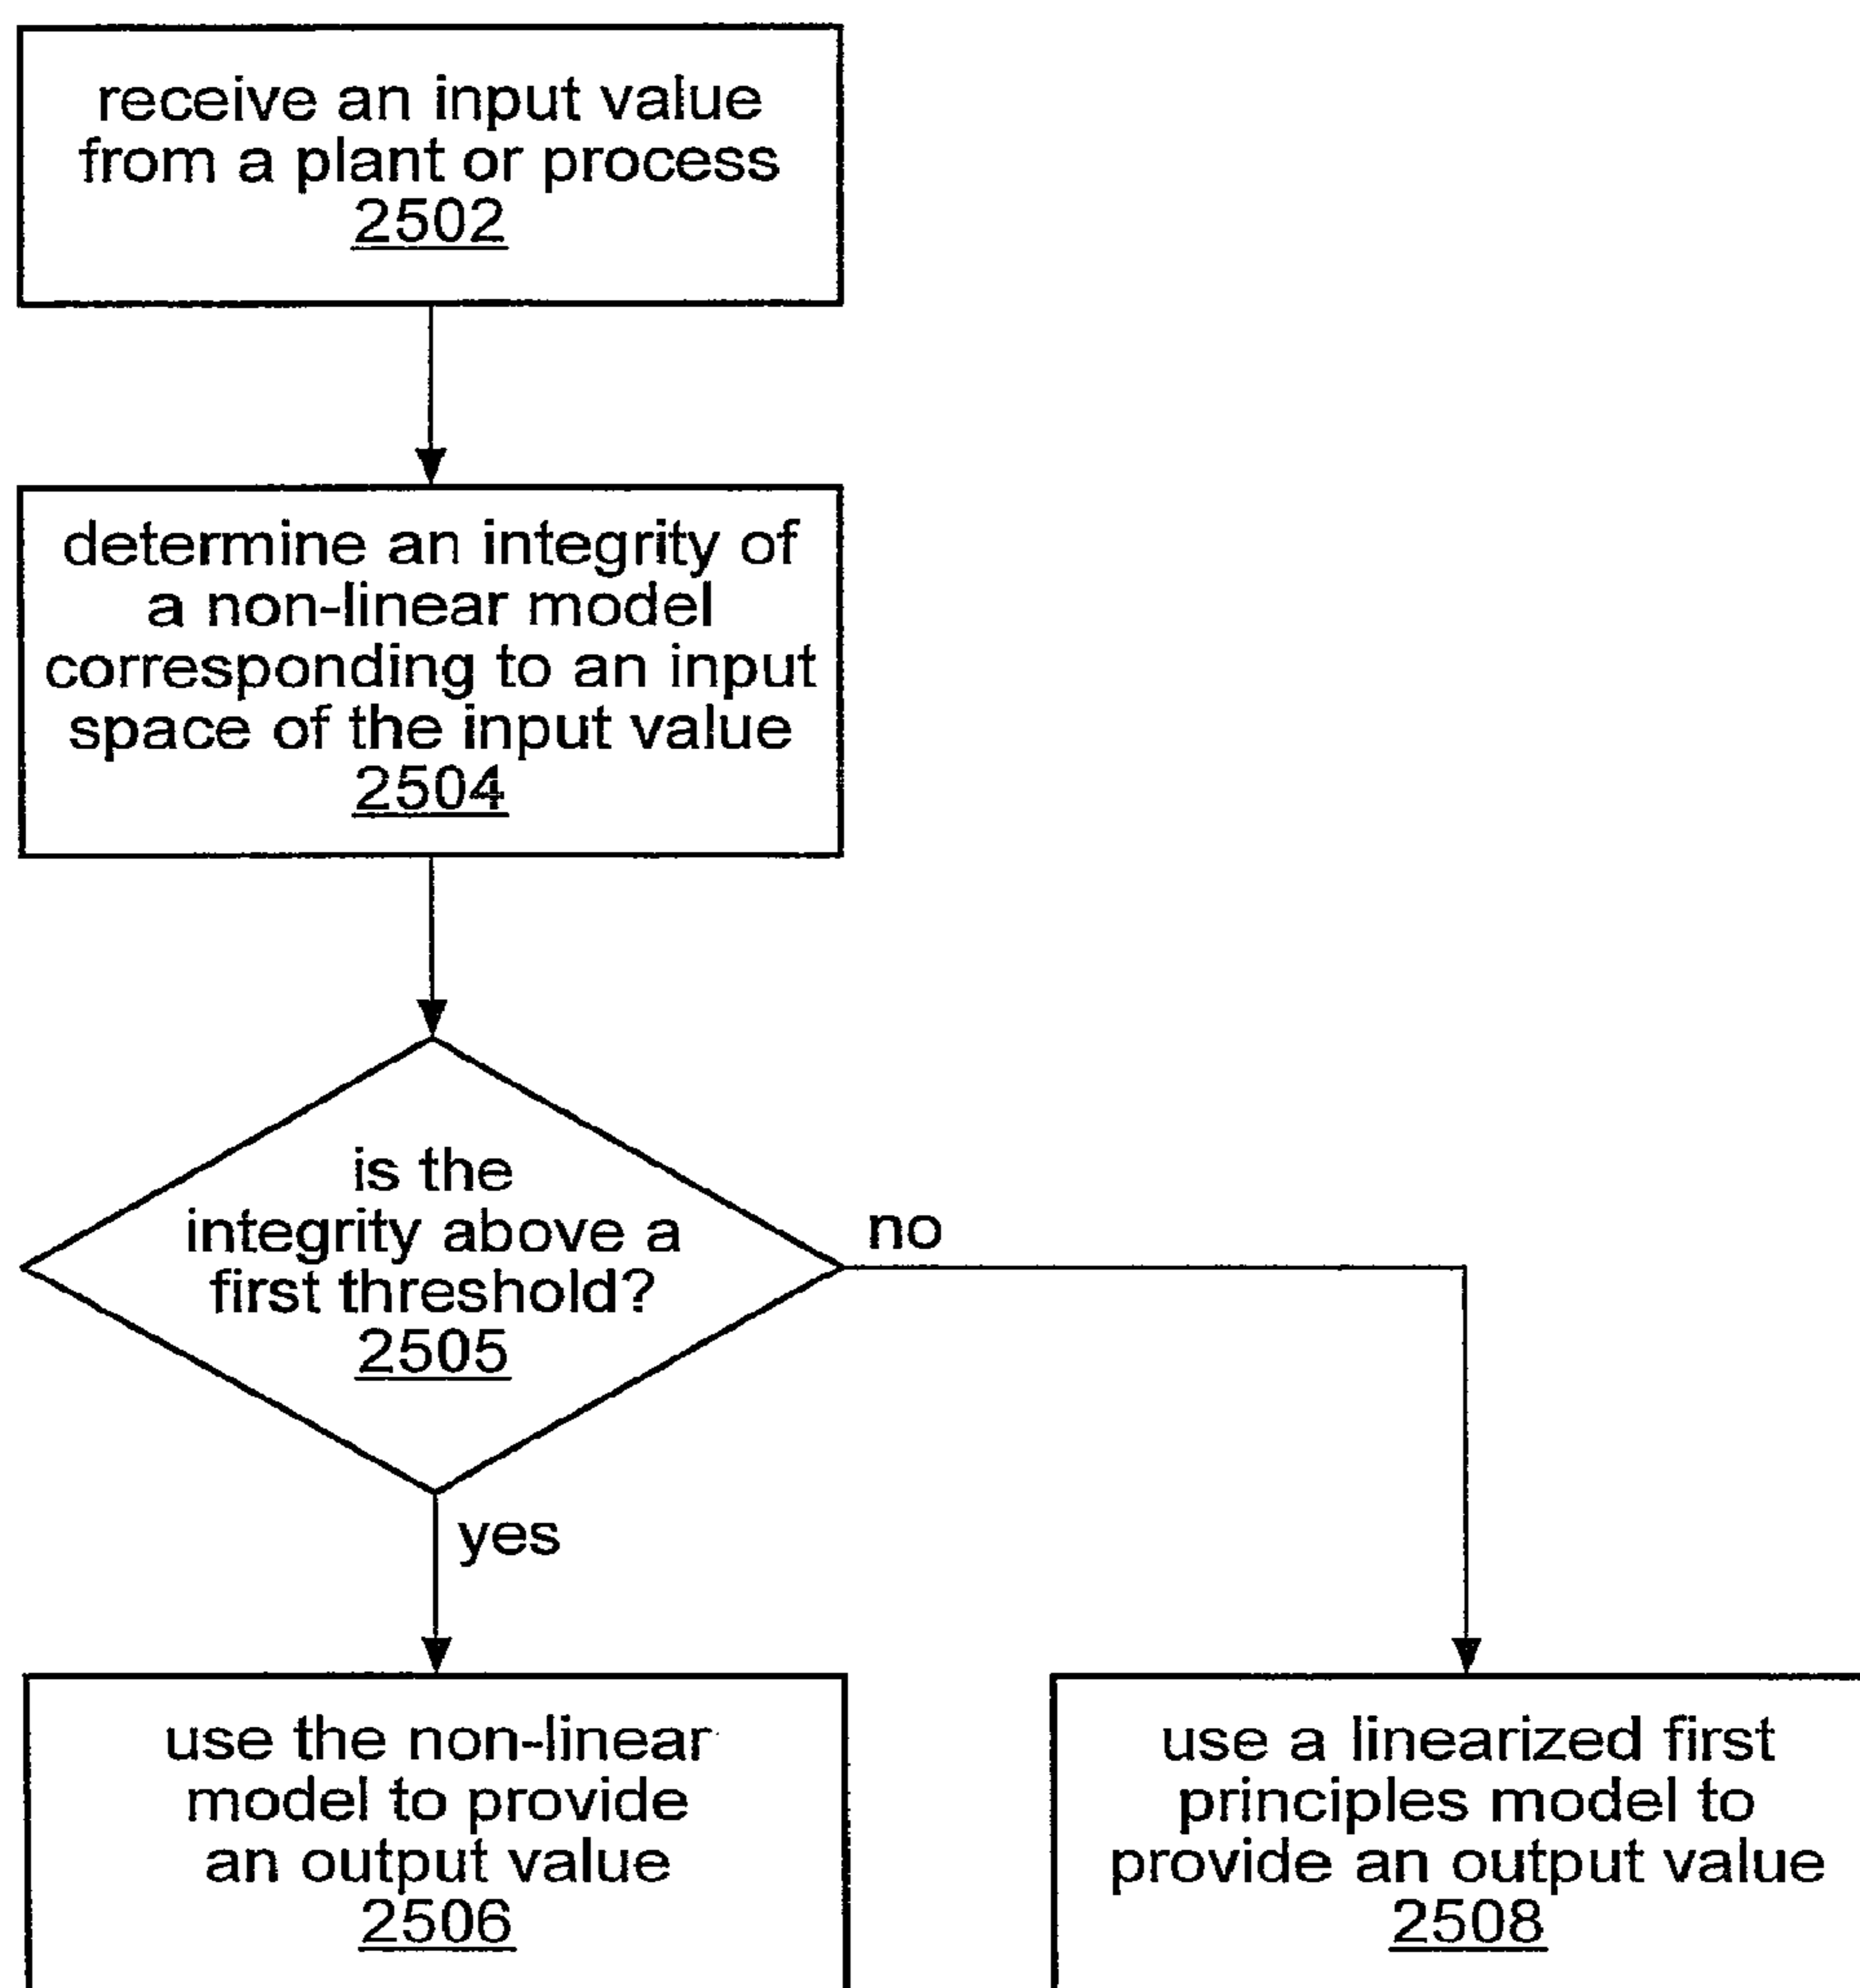 receive an input value
from a plant or process
2502
determine an integrity of
a non-linear model
corresponding to an input
space of the input value
2504
is the
integrity above a
first threshold?
2505
no
yes
use the non-linear
model to provide
an output value
2506
use a linearized first
principles model to
provide an output value
2508